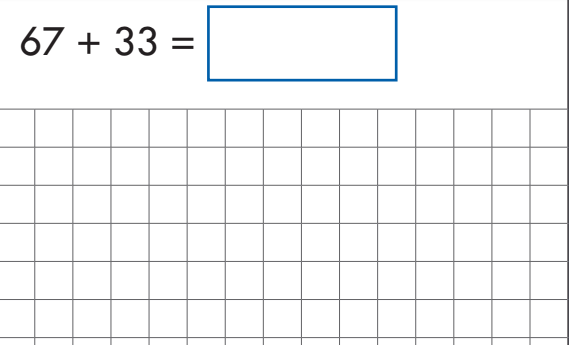 67 + 33 =